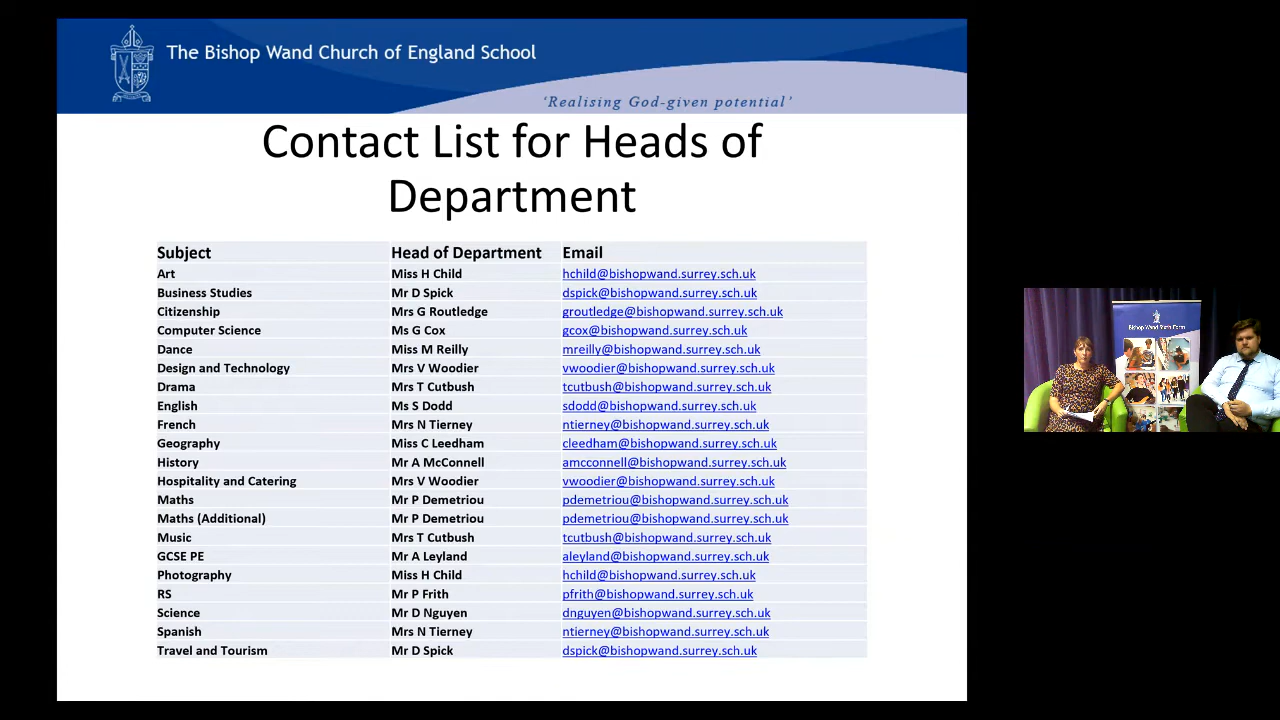 The Bishop Wand Church of England School
‘Realising God-given potential’
Contact List for Heads of
Department
Subject Head of Department Email
Art Miss H Child hchild@bishopwand.surrey.sch.uk
Business Studies Mr D Spick dspick@bishopwand.surrey.sch.uk
Citizenship Mrs G Routledge groutledge@bishopwand.surrey.sch.uk
Computer Science Ms G Cox gcox@bishopwand.surrey.sch.uk
Dance Miss M Reilly mreilly@bishopwand.surrey.sch.uk
Design and Technology Mrs V Woodier vwoodier@bishopwand.surrey.sch.uk
Drama Mrs T Cutbush tcutbush@bishopwand.surrey.sch.uk
English Ms S Dodd sdodd@bishopwand.surrey.sch.uk
French Mrs N Tierney ntierney@bishopwand.surrey.sch.uk
Geography Miss C Leedham cleedham@bishopwand.surrey.sch.uk
History Mr A McConnell amcconnell@bishopwand.surrey.sch.uk
Hospitality and Catering Mrs V Woodier vwoodier@bishopwand.surrey.sch.uk
Maths Mr P Demetriou pdemetriou@bishopwand.surrey.sch.uk
Maths (Additional) Mr P Demetriou pdemetriou@bishopwand.surrey.sch.uk
Music Mrs T Cutbush tcutbush@bishopwand.surrey.sch.uk
GCSE PE Mr A Leyland aleyland@bishopwand.surrey.sch.uk
Photography Miss H Child hchild@bishopwand.surrey.sch.uk
RS Mr P Frith pfrith@bishopwand.surrey.sch.uk
Science Mr D Nguyen dnguyen@bishopwand.surrey.sch.uk
Spanish Mrs N Tierney ntierney@bishopwand.surrey.sch.uk
Travel and Tourism Mr D Spick dspick@bishopwand.surrey.sch.uk
Bishop Wand Sixth Form